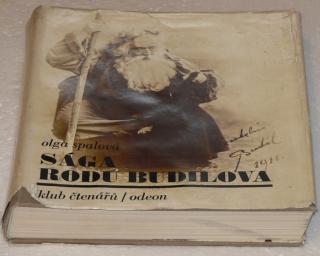 olga spalová
SÁGA
RODU BUDILOVA
klub čtenářů / odeon